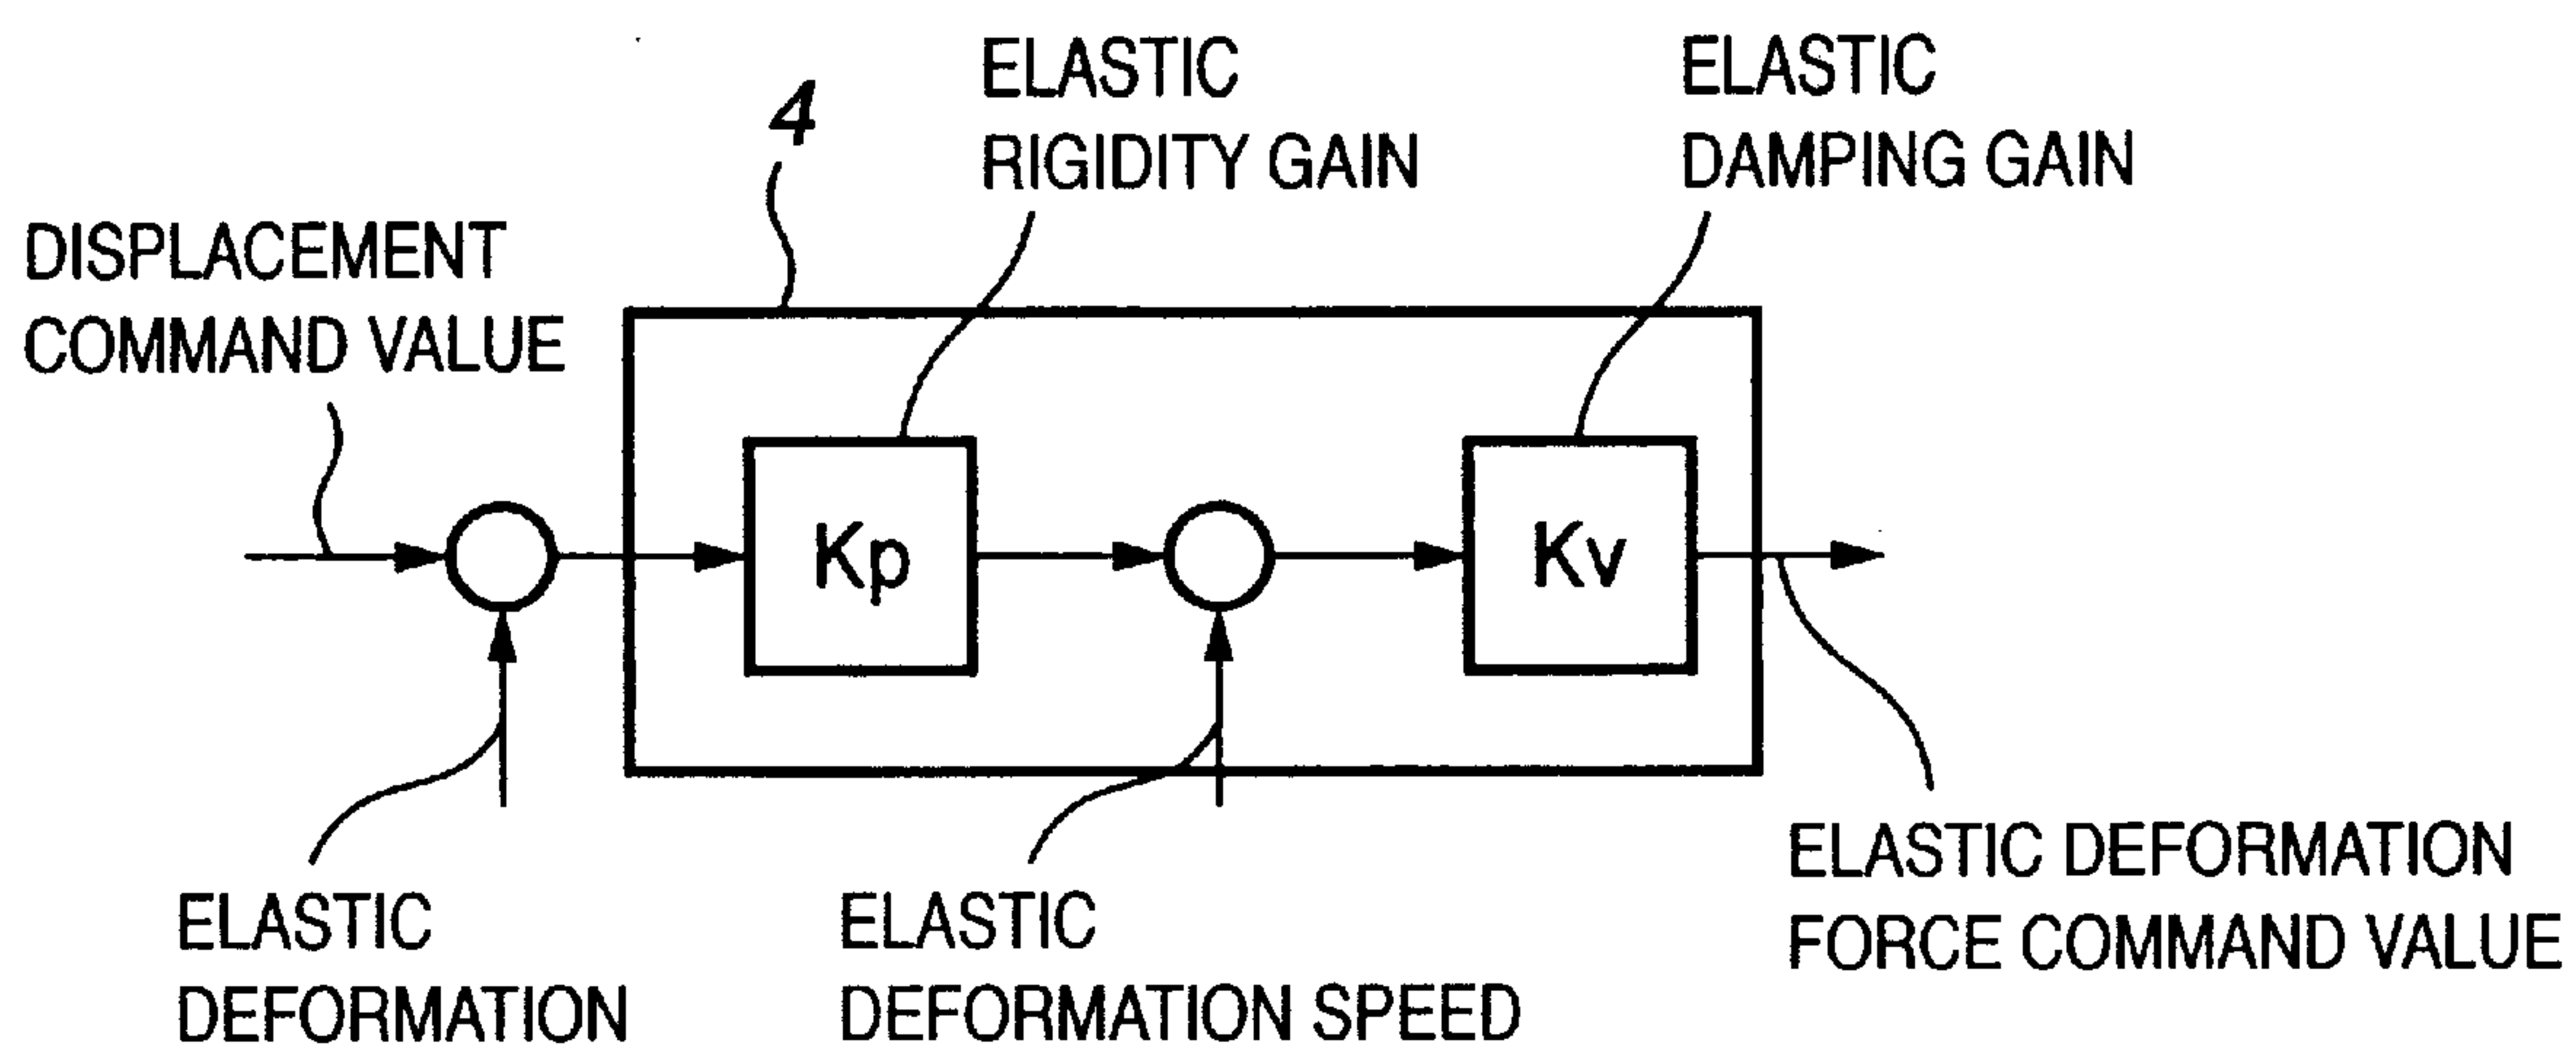 4
ELASTIC
RIGIDITY GAIN
ELASTIC
DAMPING GAIN
DISPLACEMENT
COMMAND VALUE
Kp
Kv
ELASTIC
DEFORMATION
ELASTIC
DEFORMATION SPEED
ELASTIC DEFORMATION
FORCE COMMAND VALUE